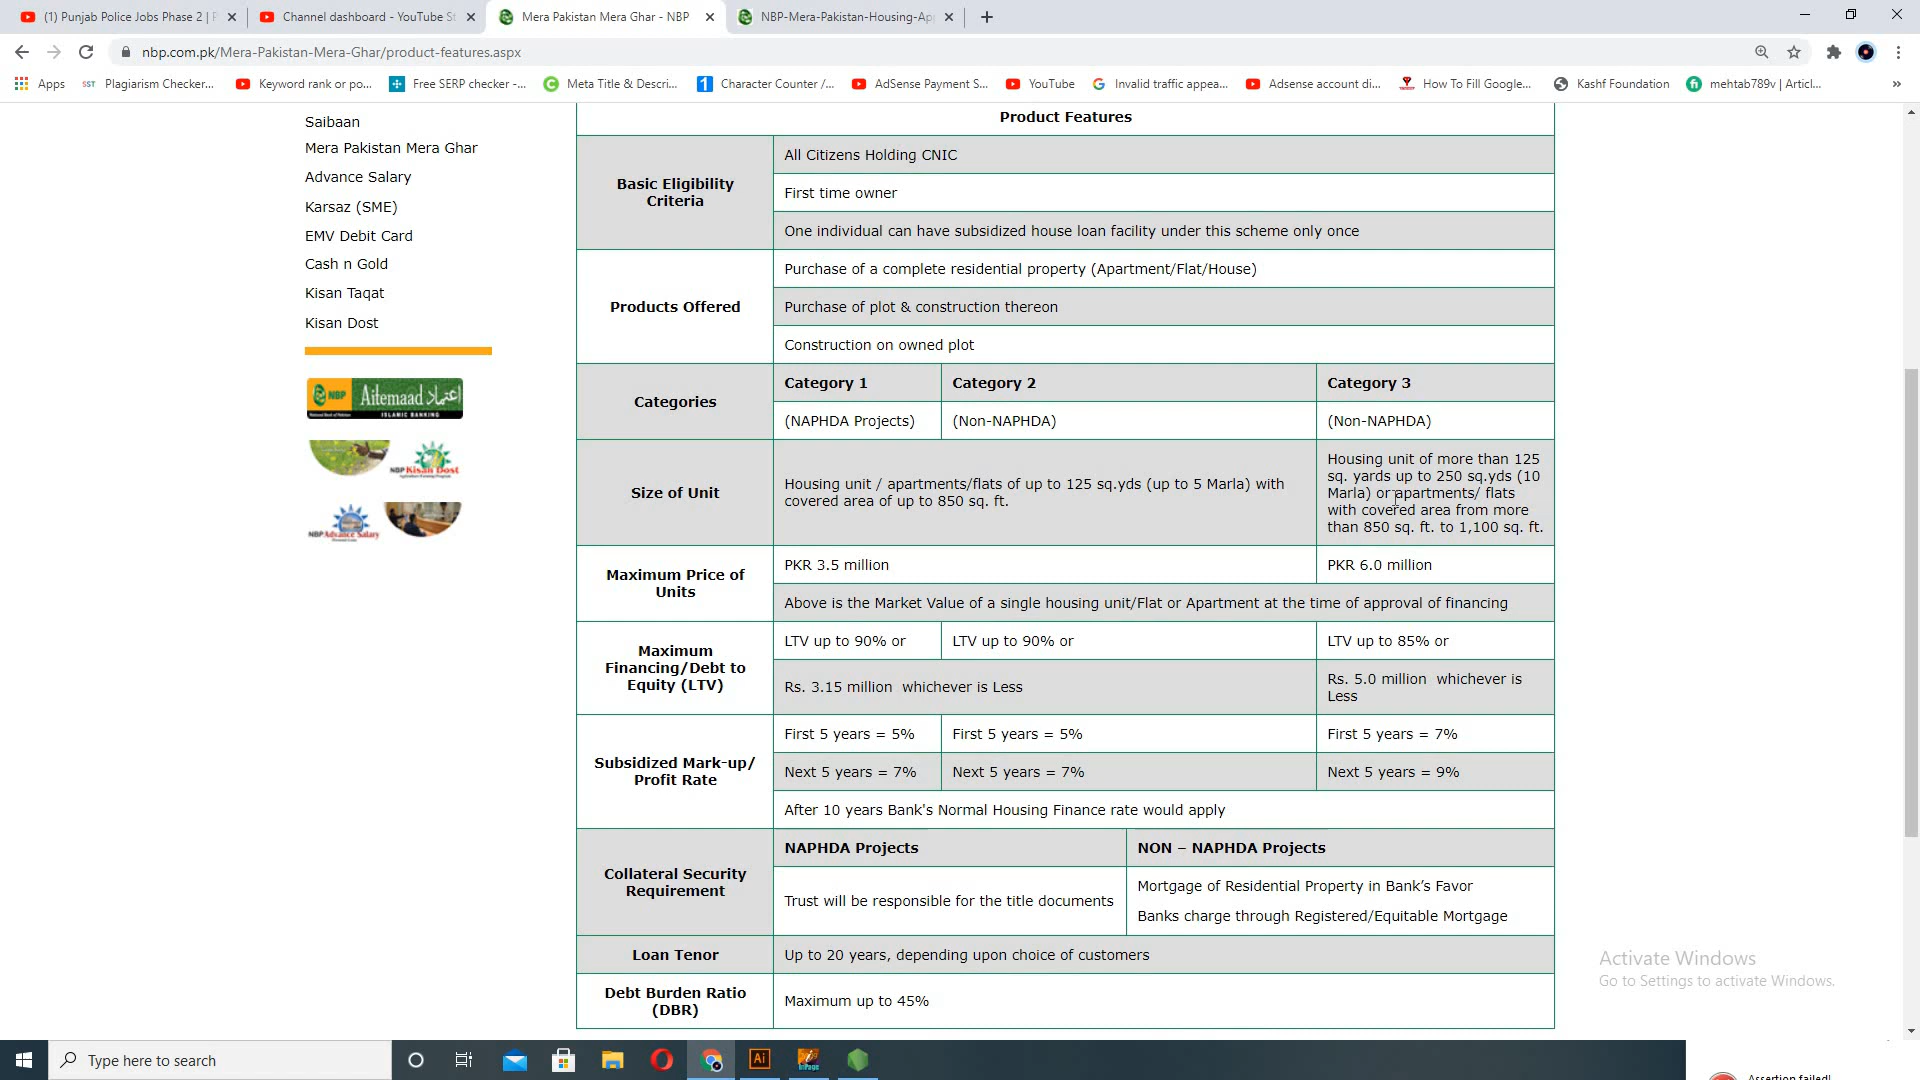 (1) Punjab Police Jobs Phase 2 |
Channel dashboard - YouTube St
Mera Pakistan Mera Ghar - NBP
NBP-Mera-Pakistan-Housing-Ap
nbp.com.pk/Mera-Pakistan-Mera-Ghar/product-features.aspx
Apps
SST Plagiarism Checker...
Keyword rank or po...
Free SERP checker -...
Meta Title & Descri...
1 Character Counter /...
AdSense Payment S...
YouTube
Invalid traffic appea...
Adsense account di...
How To Fill Google...
Kashf Foundation
mehtab789v | Articl...
»
Saibaan
Mera Pakistan Mera Ghar
Advance Salary
Karsaz (SME)
EMV Debit Card
Cash n Gold
Kisan Taqat
Kisan Dost
NBP Aitemaad اعتماد
ISLAMIC BANKING
NBP Kisan Dost
NBP Advance Salary
Product Features
Basic Eligibility
Criteria
All Citizens Holding CNIC
First time owner
One individual can have subsidized house loan facility under this scheme only once
Products Offered
Purchase of a complete residential property (Apartment/Flat/House)
Purchase of plot & construction thereon
Construction on owned plot
Categories
Category 1
Category 2
Category 3
(NAPHDA Projects)
(Non-NAPHDA)
(Non-NAPHDA)
Size of Unit
Housing unit / apartments/flats of up to 125 sq.yds (up to 5 Marla) with
covered area of up to 850 sq. ft.
Housing unit of more than 125
sq. yards up to 250 sq.yds (10
Marla) or apartments/ flats
with covered area from more
than 850 sq. ft. to 1,100 sq. ft.
Maximum Price of
Units
PKR 3.5 million
PKR 6.0 million
Above is the Market Value of a single housing unit/Flat or Apartment at the time of approval of financing
Maximum
Financing/Debt to
Equity (LTV)
LTV up to 90% or
LTV up to 90% or
LTV up to 85% or
Rs. 3.15 million whichever is Less
Rs. 5.0 million whichever is
Less
Subsidized Mark-up/
Profit Rate
First 5 years = 5%
First 5 years = 5%
First 5 years = 7%
Next 5 years = 7%
Next 5 years = 7%
Next 5 years = 9%
After 10 years Bank's Normal Housing Finance rate would apply
Collateral Security
Requirement
NAPHDA Projects
NON – NAPHDA Projects
Trust will be responsible for the title documents
Mortgage of Residential Property in Bank’s Favor
Banks charge through Registered/Equitable Mortgage
Loan Tenor
Up to 20 years, depending upon choice of customers
Debt Burden Ratio
(DBR)
Maximum up to 45%
Activate Windows
Go to Settings to activate Windows.
Type here to search
Ai
InPage
Assertion failed!